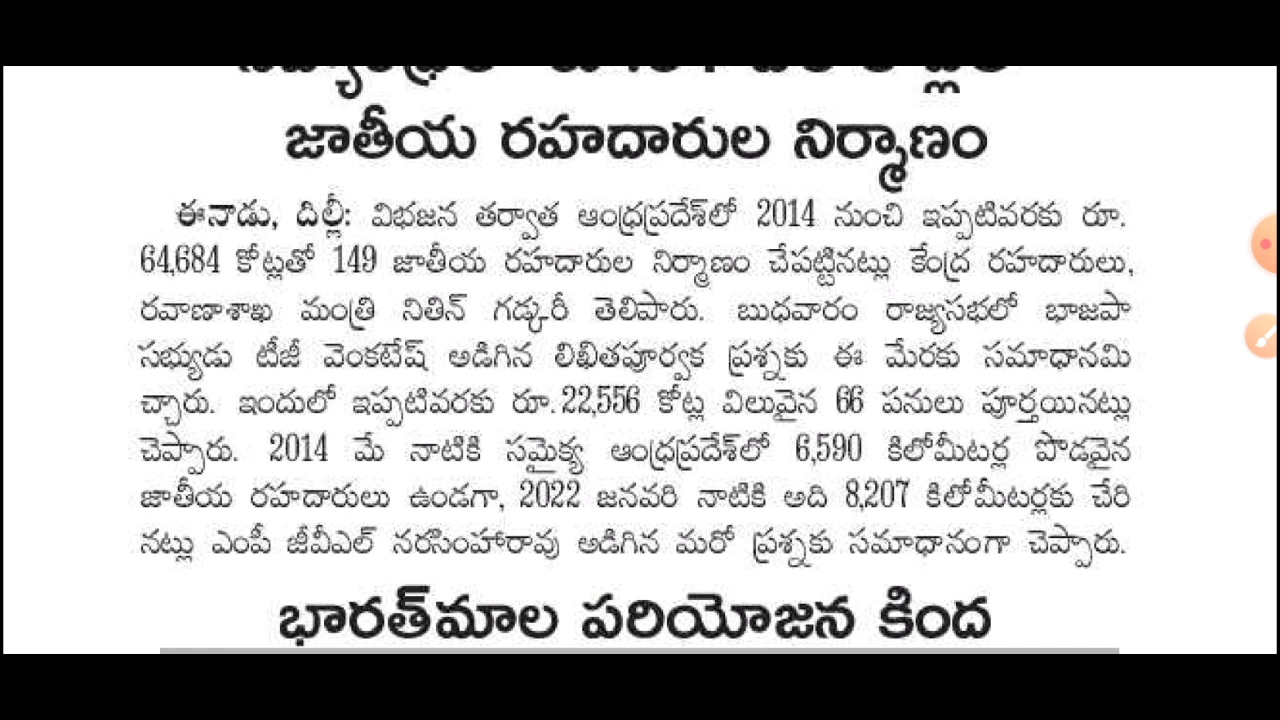 జాతీయ రహదారుల నిర్మాణం
ఈనాడు, దిల్లీ: విభజన తర్వాత ఆంధ్రప్రదేశ్‌లో 2014 నుంచి ఇప్పటివరకు రూ.
64,684 కోట్లతో 149 జాతీయ రహదారుల నిర్మాణం చేపట్టినట్లు కేంద్ర రహదారులు,
రవాణాశాఖ మంత్రి నితిన్ గడ్కరీ తెలిపారు. బుధవారం రాజ్యసభలో భాజపా
సభ్యుడు టీజీ వెంకటేష్ అడిగిన లిఖితపూర్వక ప్రశ్నకు ఈ మేరకు సమాధానమి
చ్చారు. ఇందులో ఇప్పటివరకు రూ.22,556 కోట్ల విలువైన 66 పనులు పూర్తయినట్లు
చెప్పారు. 2014 మే నాటికి సమైక్య ఆంధ్రప్రదేశ్‌లో 6,590 కిలోమీటర్ల పొడవైన
జాతీయ రహదారులు ఉండగా, 2022 జనవరి నాటికి అది 8,207 కిలోమీటర్లకు చేరి
నట్లు ఎంపీ జీవీఎల్ నరసింహారావు అడిగిన మరో ప్రశ్నకు సమాధానంగా చెప్పారు.
భారత్‌మాల పరియోజన కింద